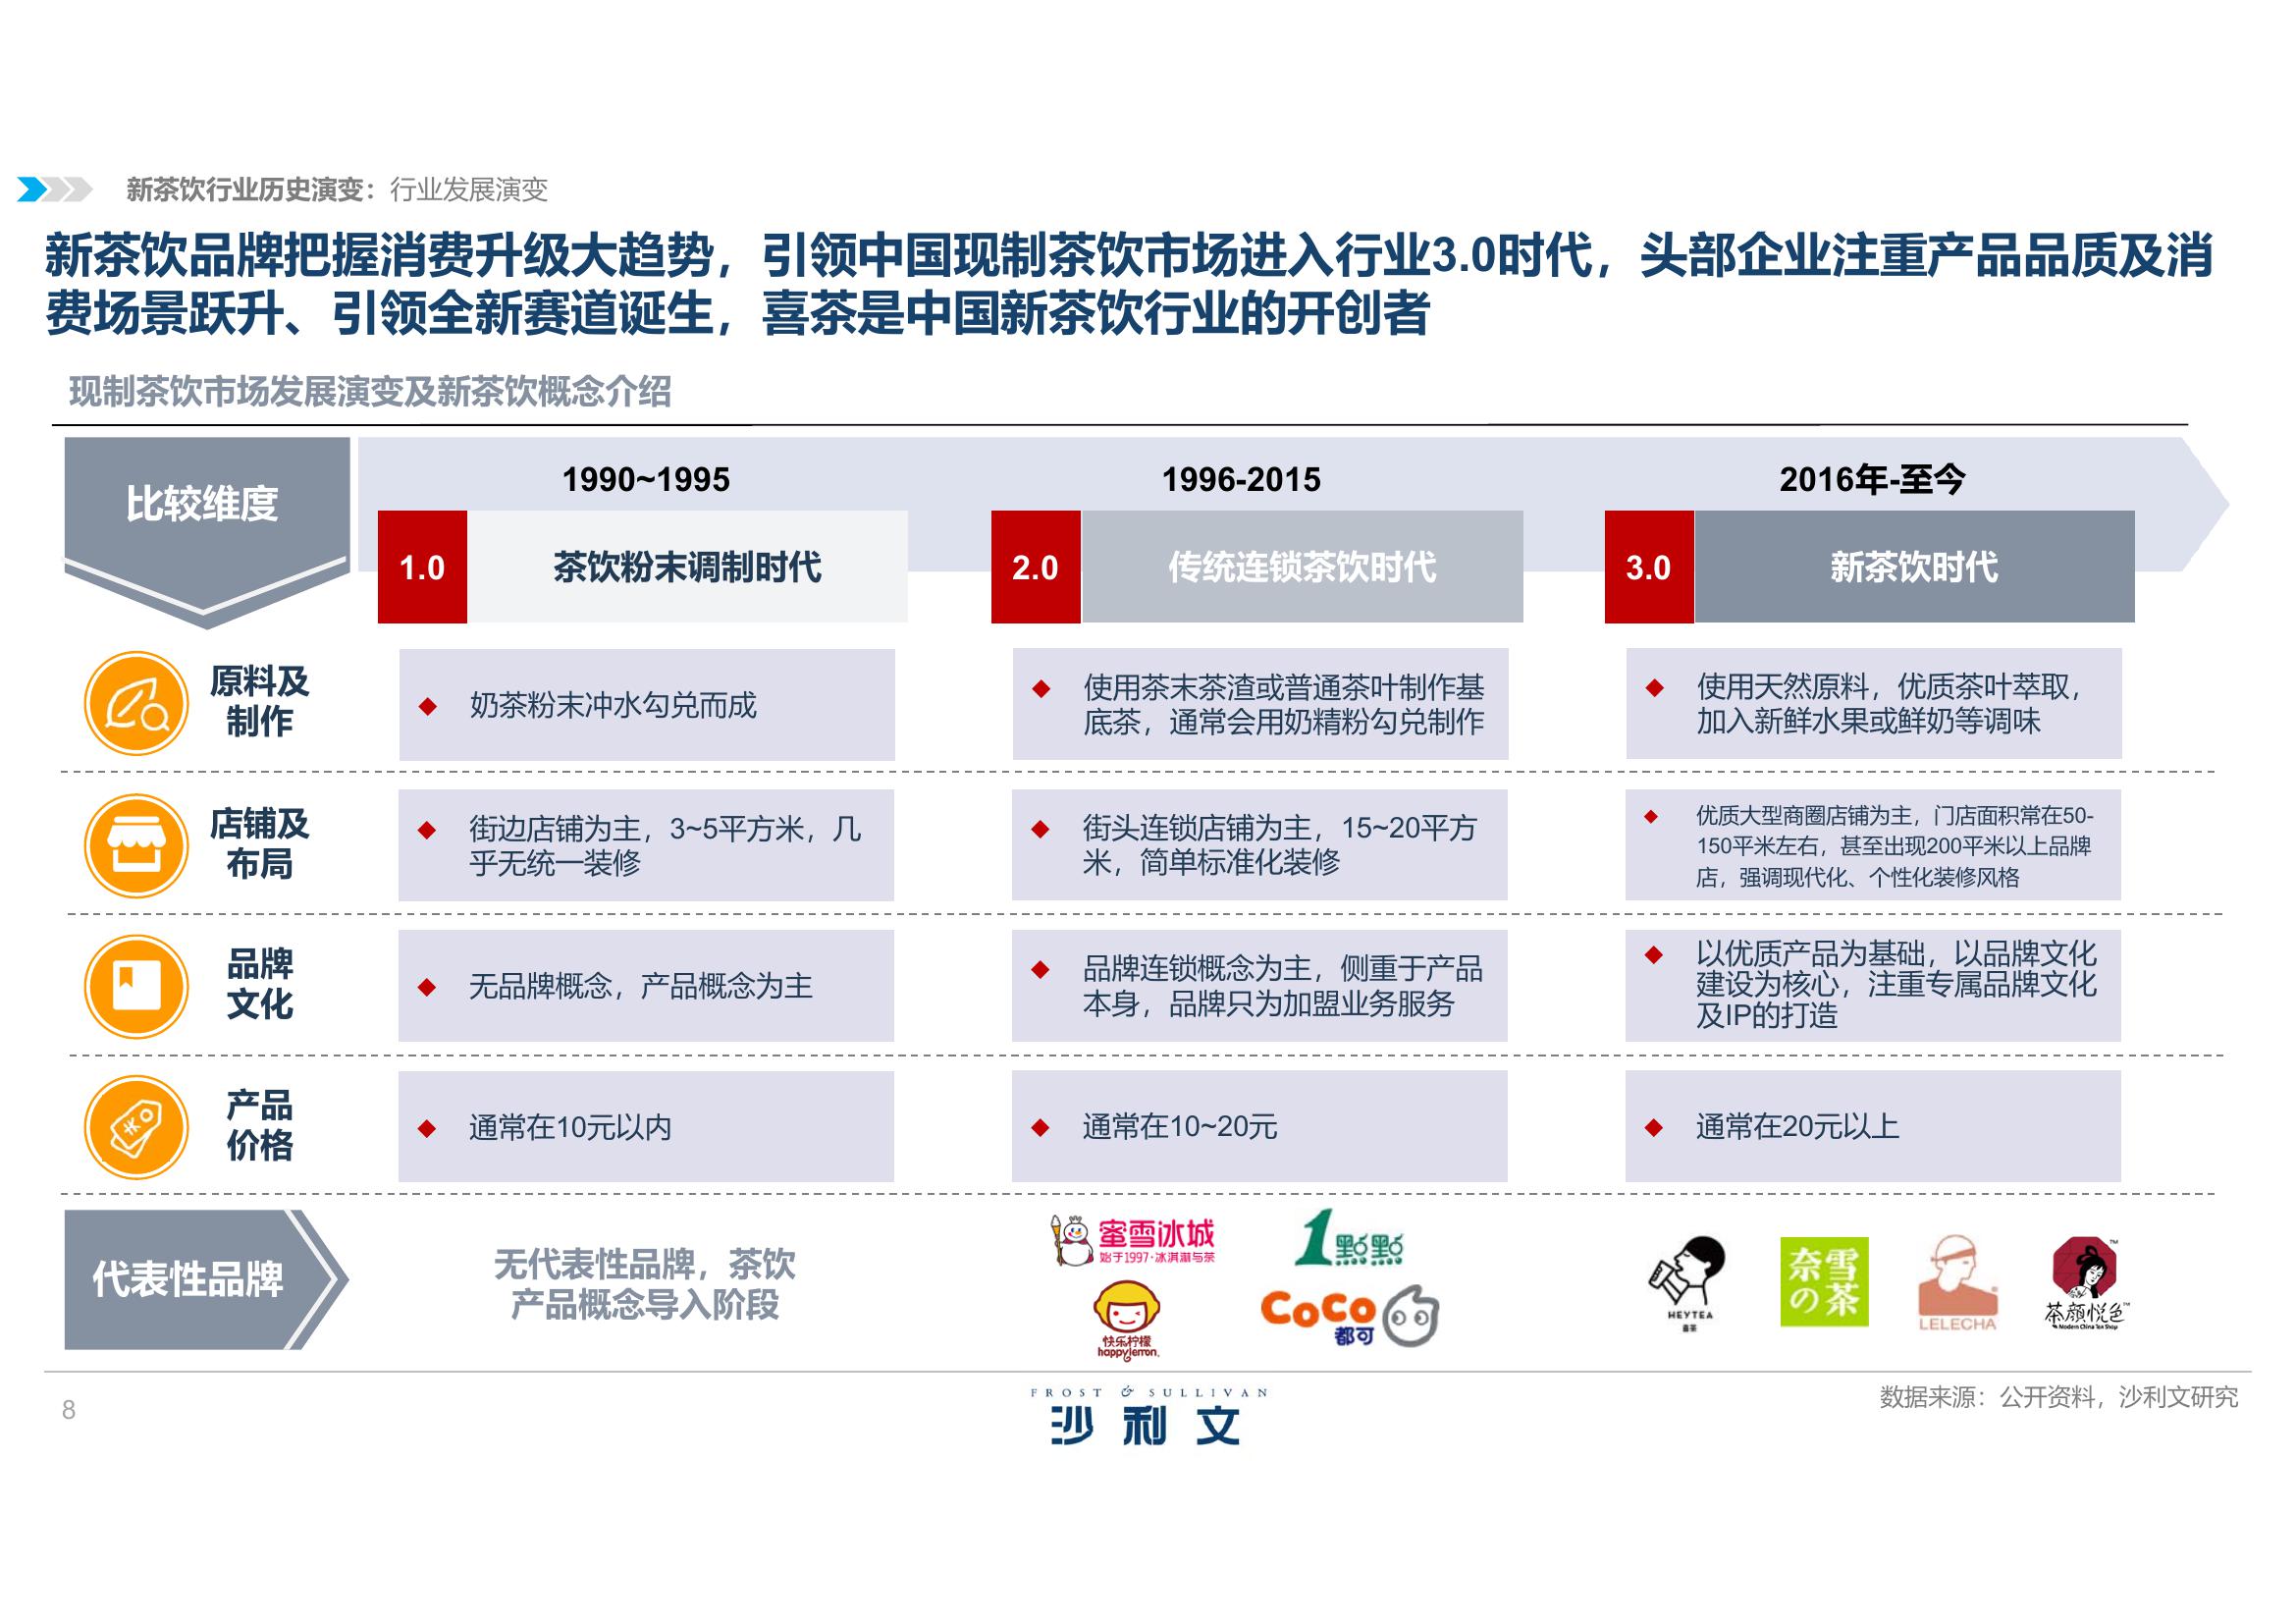 新茶饮行业历史演变：行业发展演变
新茶饮品牌把握消费升级大趋势，引领中国现制茶饮市场进入行业3.0时代，头部企业注重产品品质及消
费场景跃升、引领全新赛道诞生，喜茶是中国新茶饮行业的开创者
现制茶饮市场发展演变及新茶饮概念介绍
比较维度
1990~1995
1996-2015
2016年-至今
1.0
茶饮粉末调制时代
2.0
传统连锁茶饮时代
3.0
新茶饮时代
原料及
制作
奶茶粉末冲水勾兑而成
使用茶末茶渣或普通茶叶制作基
底茶，通常会用奶精粉勾兑制作
使用天然原料，优质茶叶萃取，
加入新鲜水果或鲜奶等调味
店铺及
布局
街边店铺为主，3~5平方米，几
乎无统一装修
街头连锁店铺为主，15~20平方
米，简单标准化装修
优质大型商圈店铺为主，门店面积常在50-
150平米左右，甚至出现200平米以上品牌
店，强调现代化、个性化装修风格
品牌
文化
无品牌概念，产品概念为主
品牌连锁概念为主，侧重于产品
本身，品牌只为加盟业务服务
以优质产品为基础，以品牌文化
建设为核心，注重专属品牌文化
及IP的打造
产品
价格
通常在10元以内
通常在10~20元
通常在20元以上
代表性品牌
无代表性品牌，茶饮
产品概念导入阶段
蜜雪冰城
始于1997·冰淇淋与茶
1點點
快乐柠檬
happylemon.
CoCo
都可
HEYTEA
喜茶
奈雪
の茶
LELECHA
茶颜悦色
Modern China Tea Shop
8
FROST & SULLIVAN
沙利文
数据来源：公开资料，沙利文研究